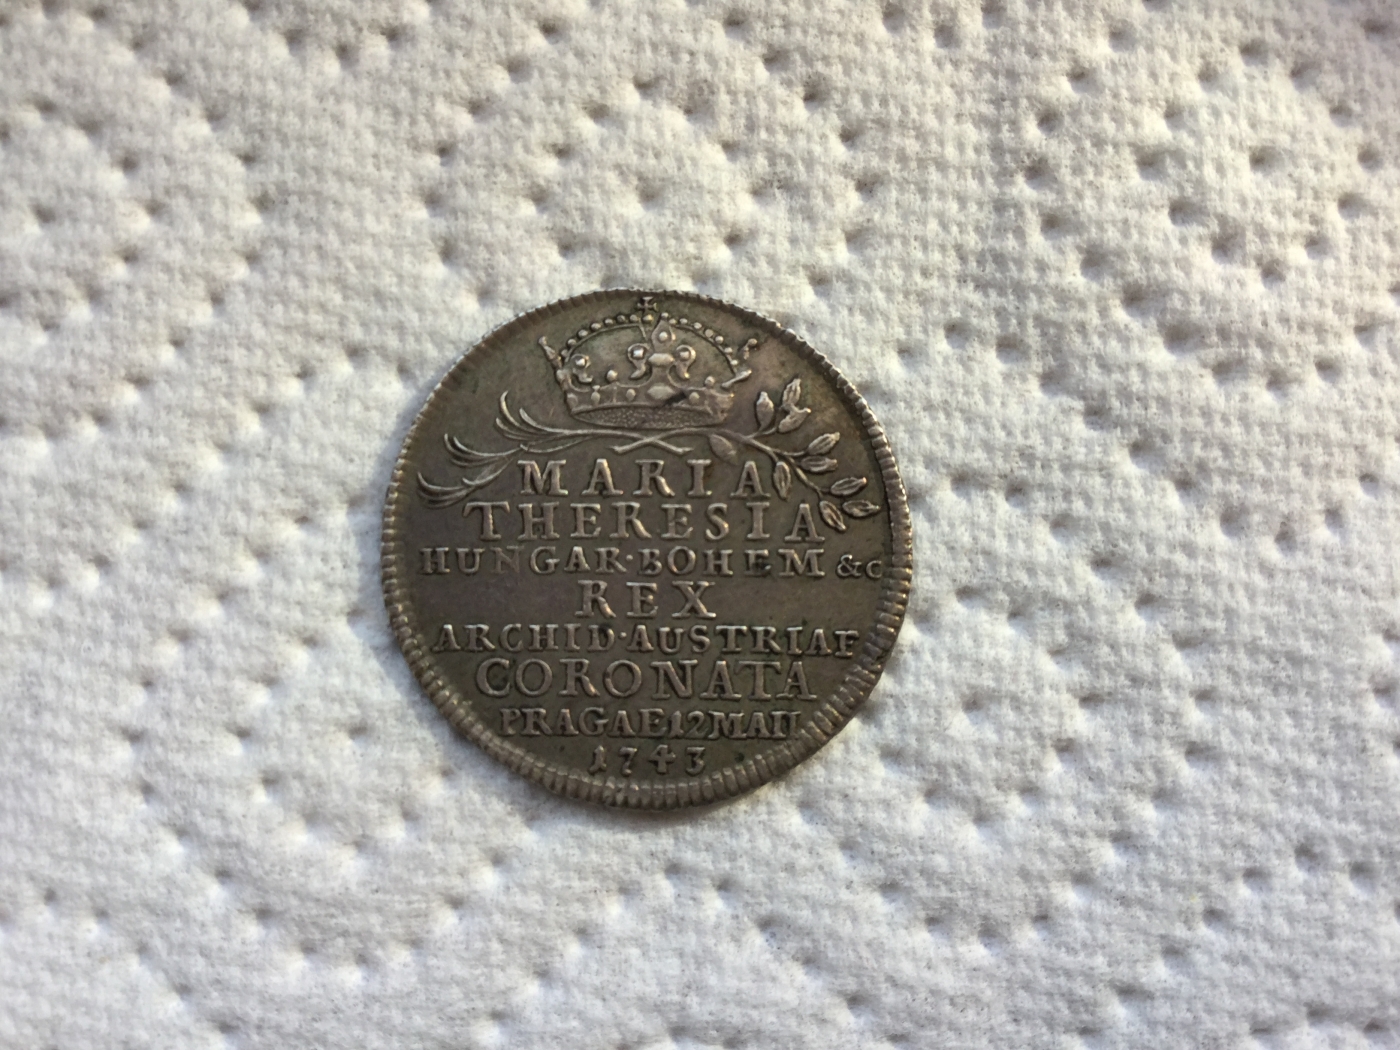 MARIA
THERESIA
HUNGAR·BOHEM &c
REX
ARCHID·AUSTRIAE
CORONATA
PRAGAE 12 MAII
1743